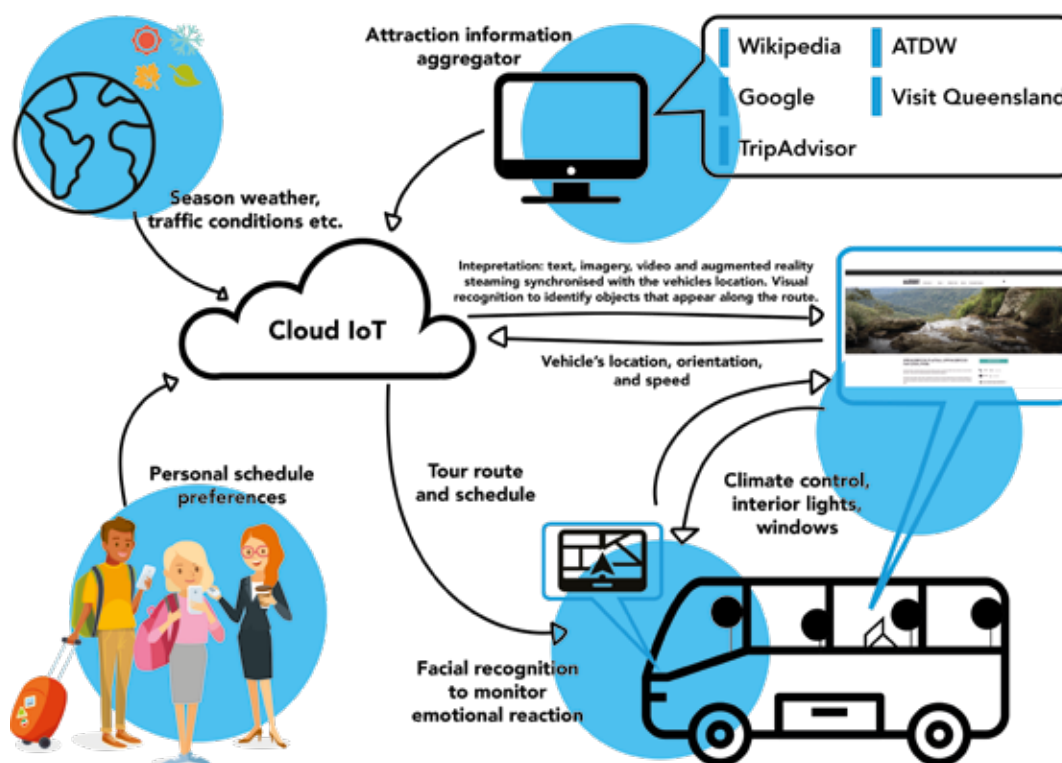 Attraction information
aggregator
Wikipedia
ATDW
Google
Visit Queensland
TripAdvisor
Season weather,
traffic conditions etc.
Intepretation: text, imagery, video and augmented reality
steaming synchronised with the vehicles location. Visual
recognition to identify objects that appear along the route.
Cloud IoT
Vehicle's location, orientation,
and speed
Personal schedule
preferences
Tour route
and schedule
Climate control,
interior lights,
windows
Facial recognition
to monitor
emotional reaction